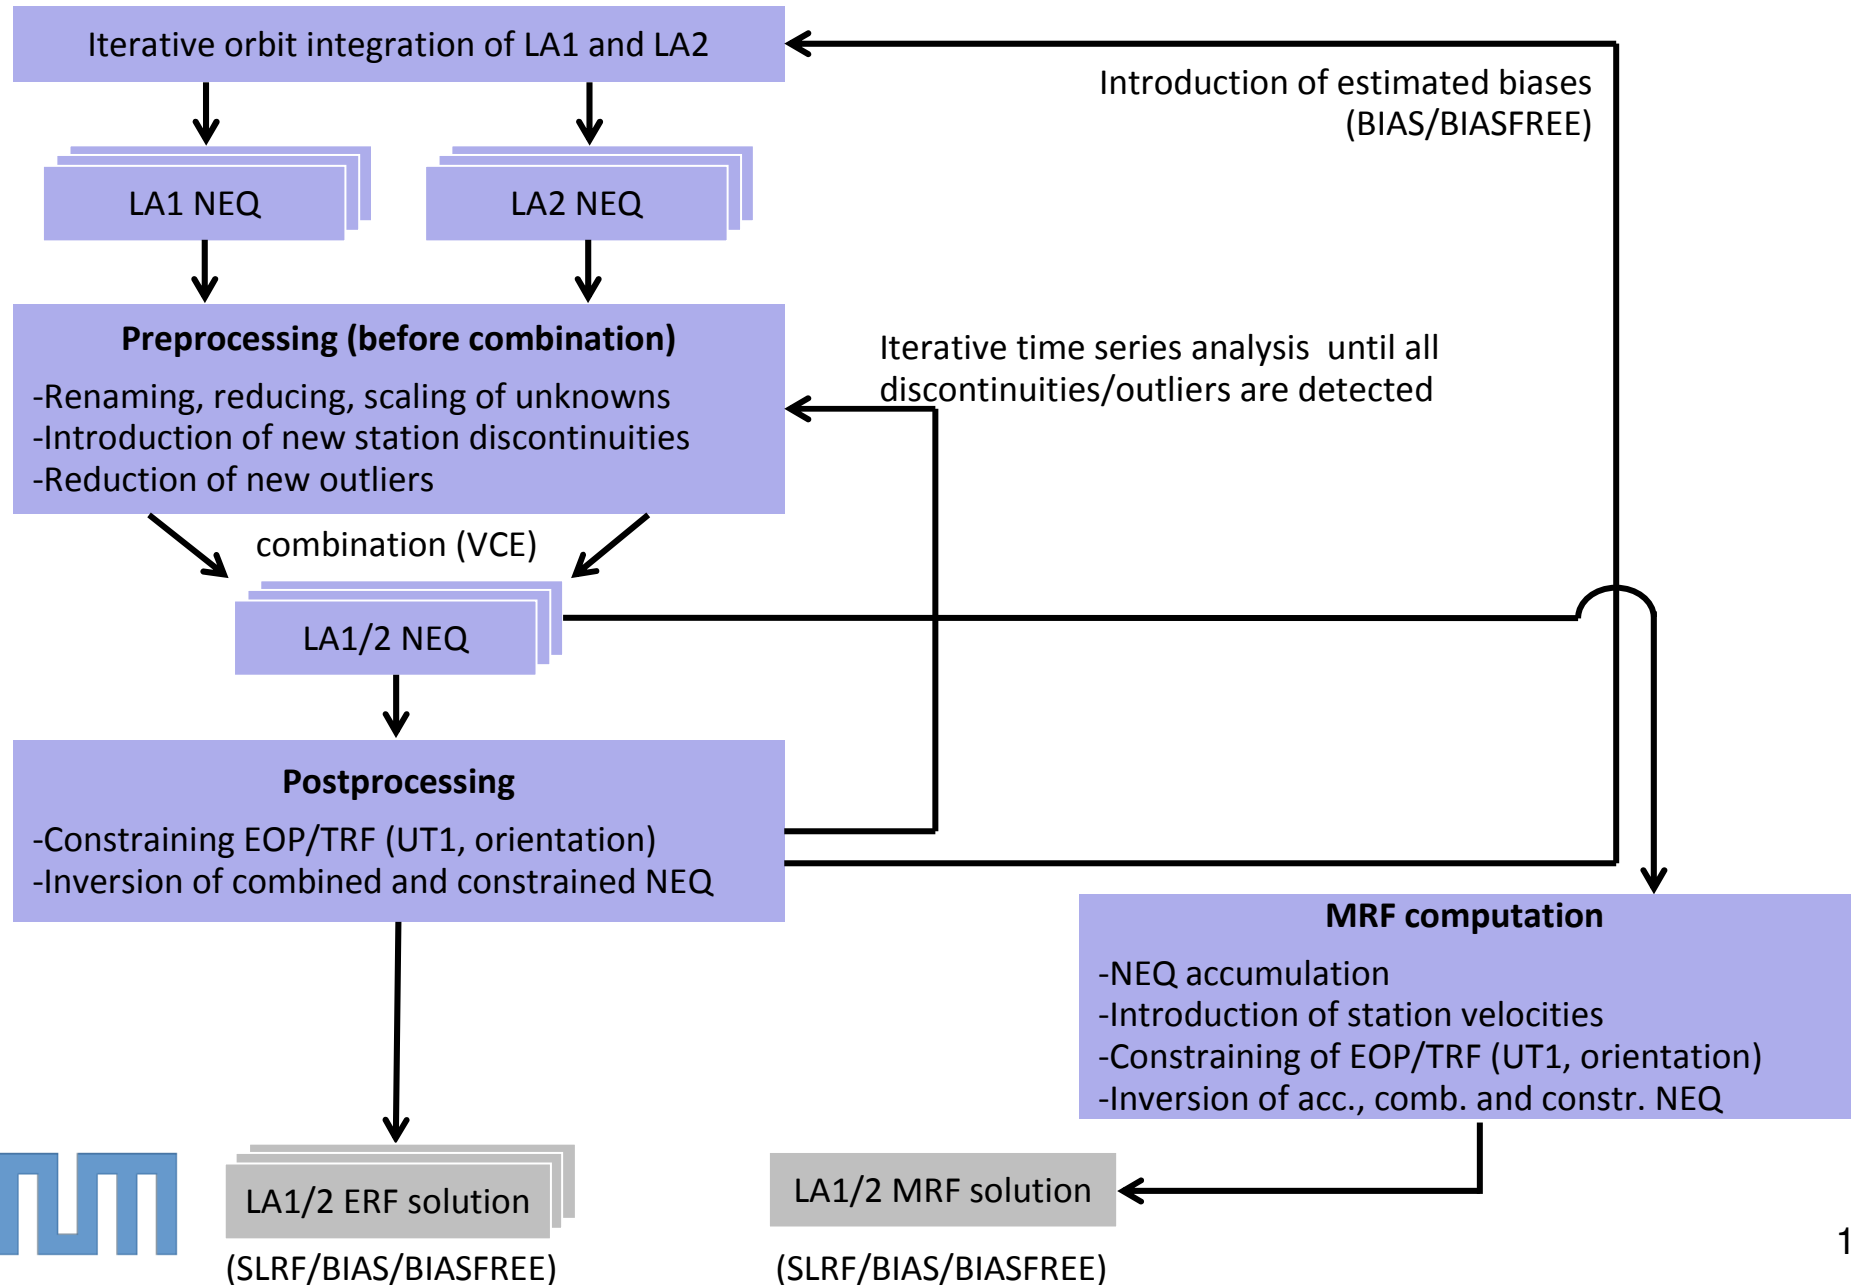 Iterative orbit integration of LA1 and LA2
Introduction of estimated biases
(BIAS/BIASFREE)
LA1 NEQ
LA2 NEQ
Preprocessing (before combination)
-Renaming, reducing, scaling of unknowns
-Introduction of new station discontinuities
-Reduction of new outliers
Iterative time series analysis until all
discontinuities/outliers are detected
combination (VCE)
LA1/2 NEQ
Postprocessing
-Constraining EOP/TRF (UT1, orientation)
-Inversion of combined and constrained NEQ
MRF computation
-NEQ accumulation
-Introduction of station velocities
-Constraining of EOP/TRF (UT1, orientation)
-Inversion of acc., comb. and constr. NEQ
LA1/2 ERF solution
(SLRF/BIAS/BIASFREE)
LA1/2 MRF solution
(SLRF/BIAS/BIASFREE)
1